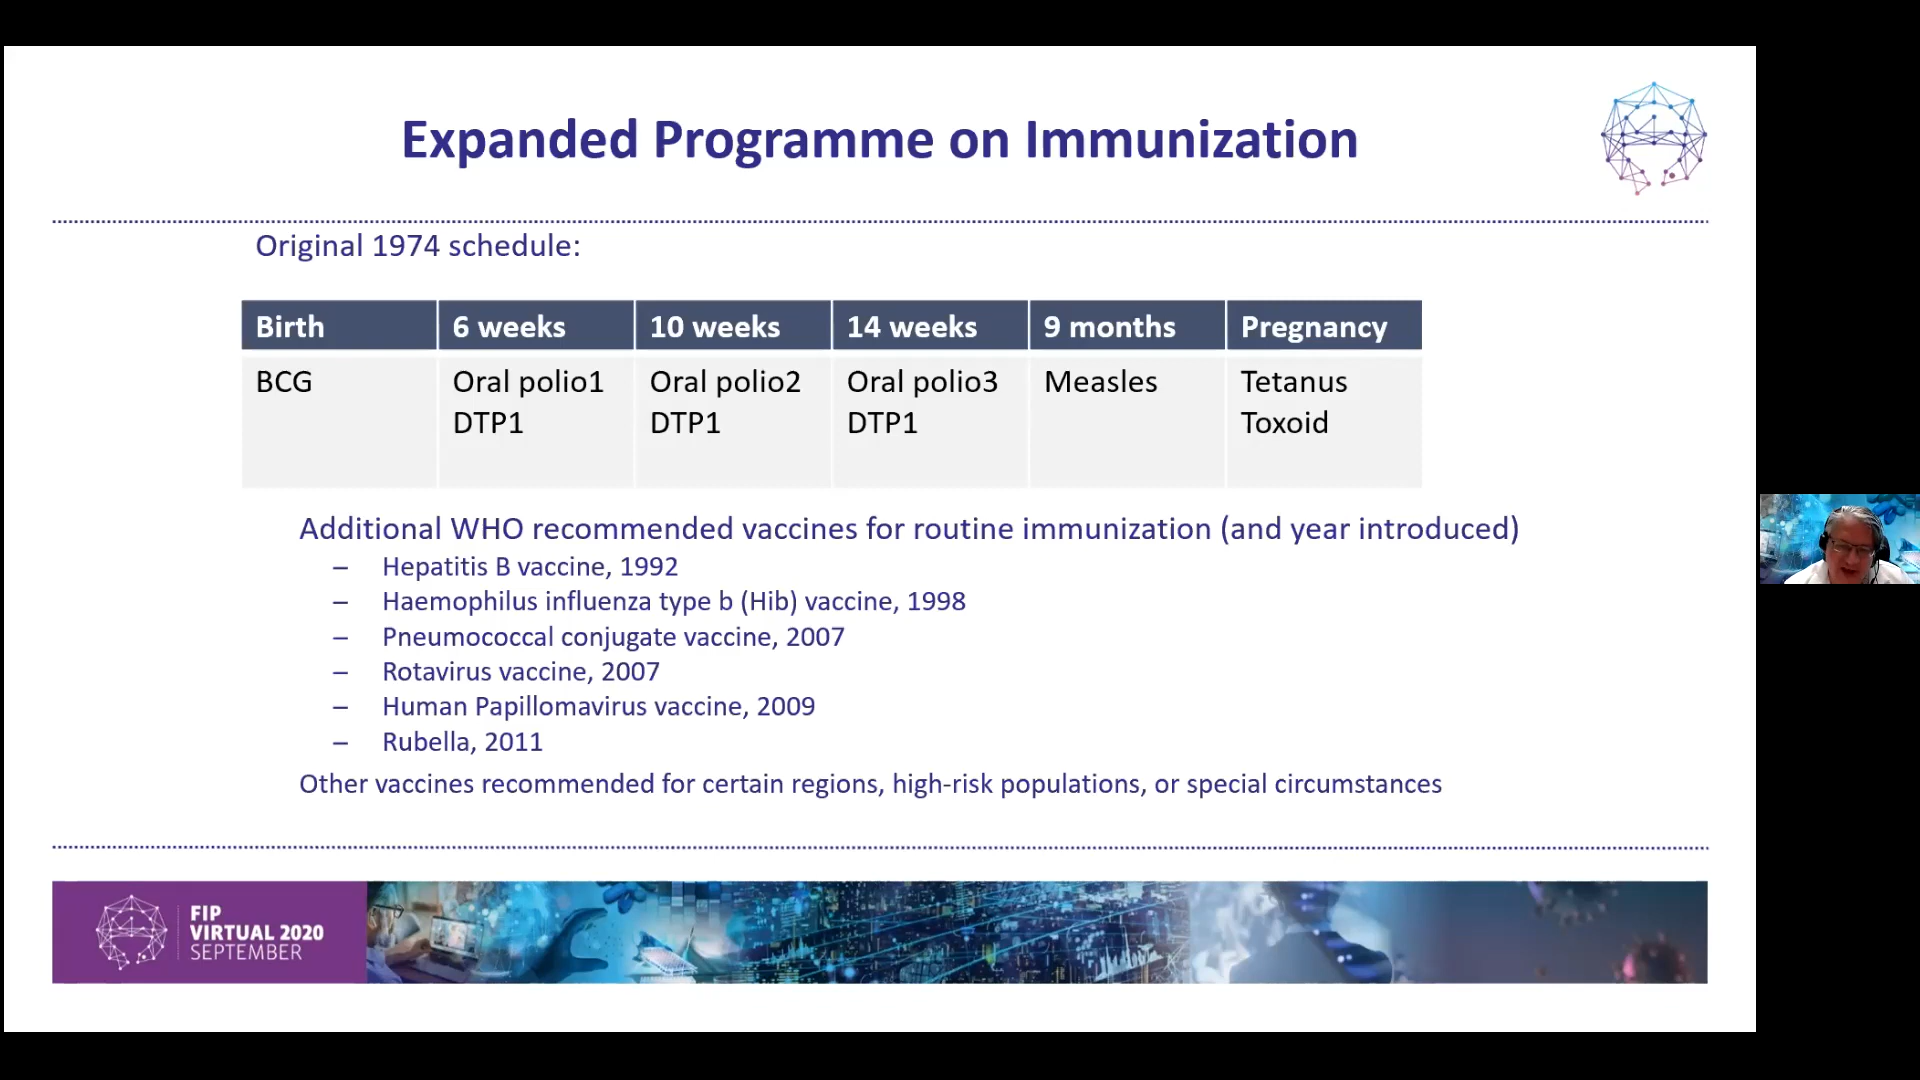 Expanded Programme on Immunization
Original 1974 schedule:
Birth 6 weeks 10 weeks 14 weeks 9 months Pregnancy
BCG Oral polio1 Oral polio2 Oral polio3 Measles Tetanus
DTP1 DTP1 DTP1 Toxoid
Additional WHO recommended vaccines for routine immunization (and year introduced)
– Hepatitis B vaccine, 1992
– Haemophilus influenza type b (Hib) vaccine, 1998
– Pneumococcal conjugate vaccine, 2007
– Rotavirus vaccine, 2007
– Human Papillomavirus vaccine, 2009
– Rubella, 2011
Other vaccines recommended for certain regions, high-risk populations, or special circumstances
FIP
VIRTUAL 2020
SEPTEMBER